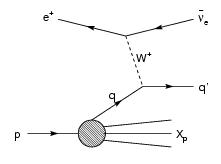 e⁺ ν̄ₑ
W⁺
q q'
p Xₚ